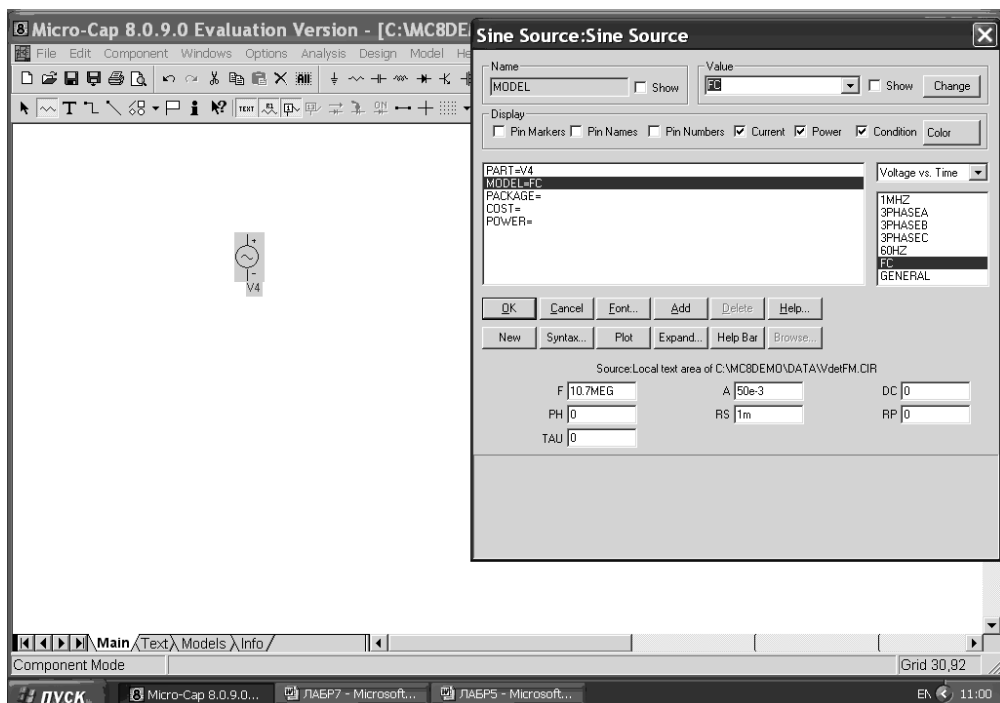 Micro-Cap 8.0.9.0 Evaluation Version - [C:\MC8DE
File Edit Component Windows Options Analysis Design Model He
TEXT
V4
Sine Source:Sine Source
Name
MODEL
Show
Value
FC
Show
Change
Display
Pin Markers Pin Names Pin Numbers Current Power Condition Color
PART=V4
MODEL=FC
PACKAGE=
COST=
POWER=
Voltage vs. Time
1MHZ
3PHASEA
3PHASEB
3PHASEC
60HZ
FC
GENERAL
OK Cancel Font... Add Delete Help...
New Syntax... Plot Expand... Help Bar Browse...
Source:Local text area of C:\MC8DEMO\DATA\VdetFM.CIR
F 10.7MEG A 50e-3 DC 0
PH 0 RS 1m RP 0
TAU 0
Main Text Models Info
Component Mode Grid 30,92
пуск Micro-Cap 8.0.9.0... ЛАБР7 - Microsoft... ЛАБР5 - Microsoft... EN 11:00